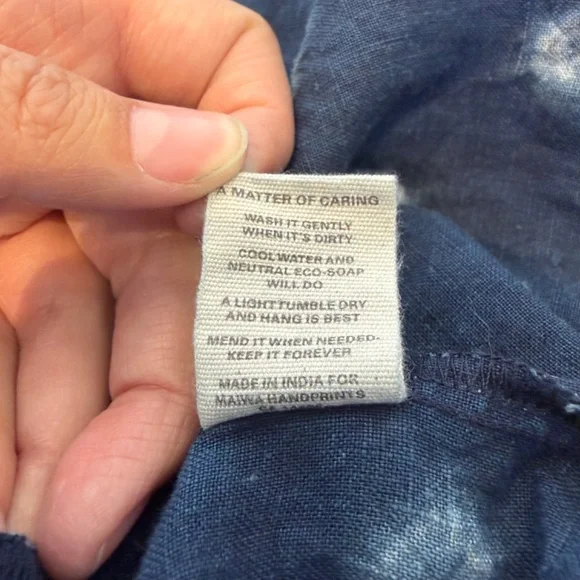 A MATTER OF CARING
WASH IT GENTLY
WHEN IT'S DIRTY
COOL WATER AND
NEUTRAL ECO-SOAP
WILL DO
A LIGHT TUMBLE DRY
AND HANG IS BEST
MEND IT WHEN NEEDED-
KEEP IT FOREVER
MADE IN INDIA FOR
MAIWA HANDPRINTS